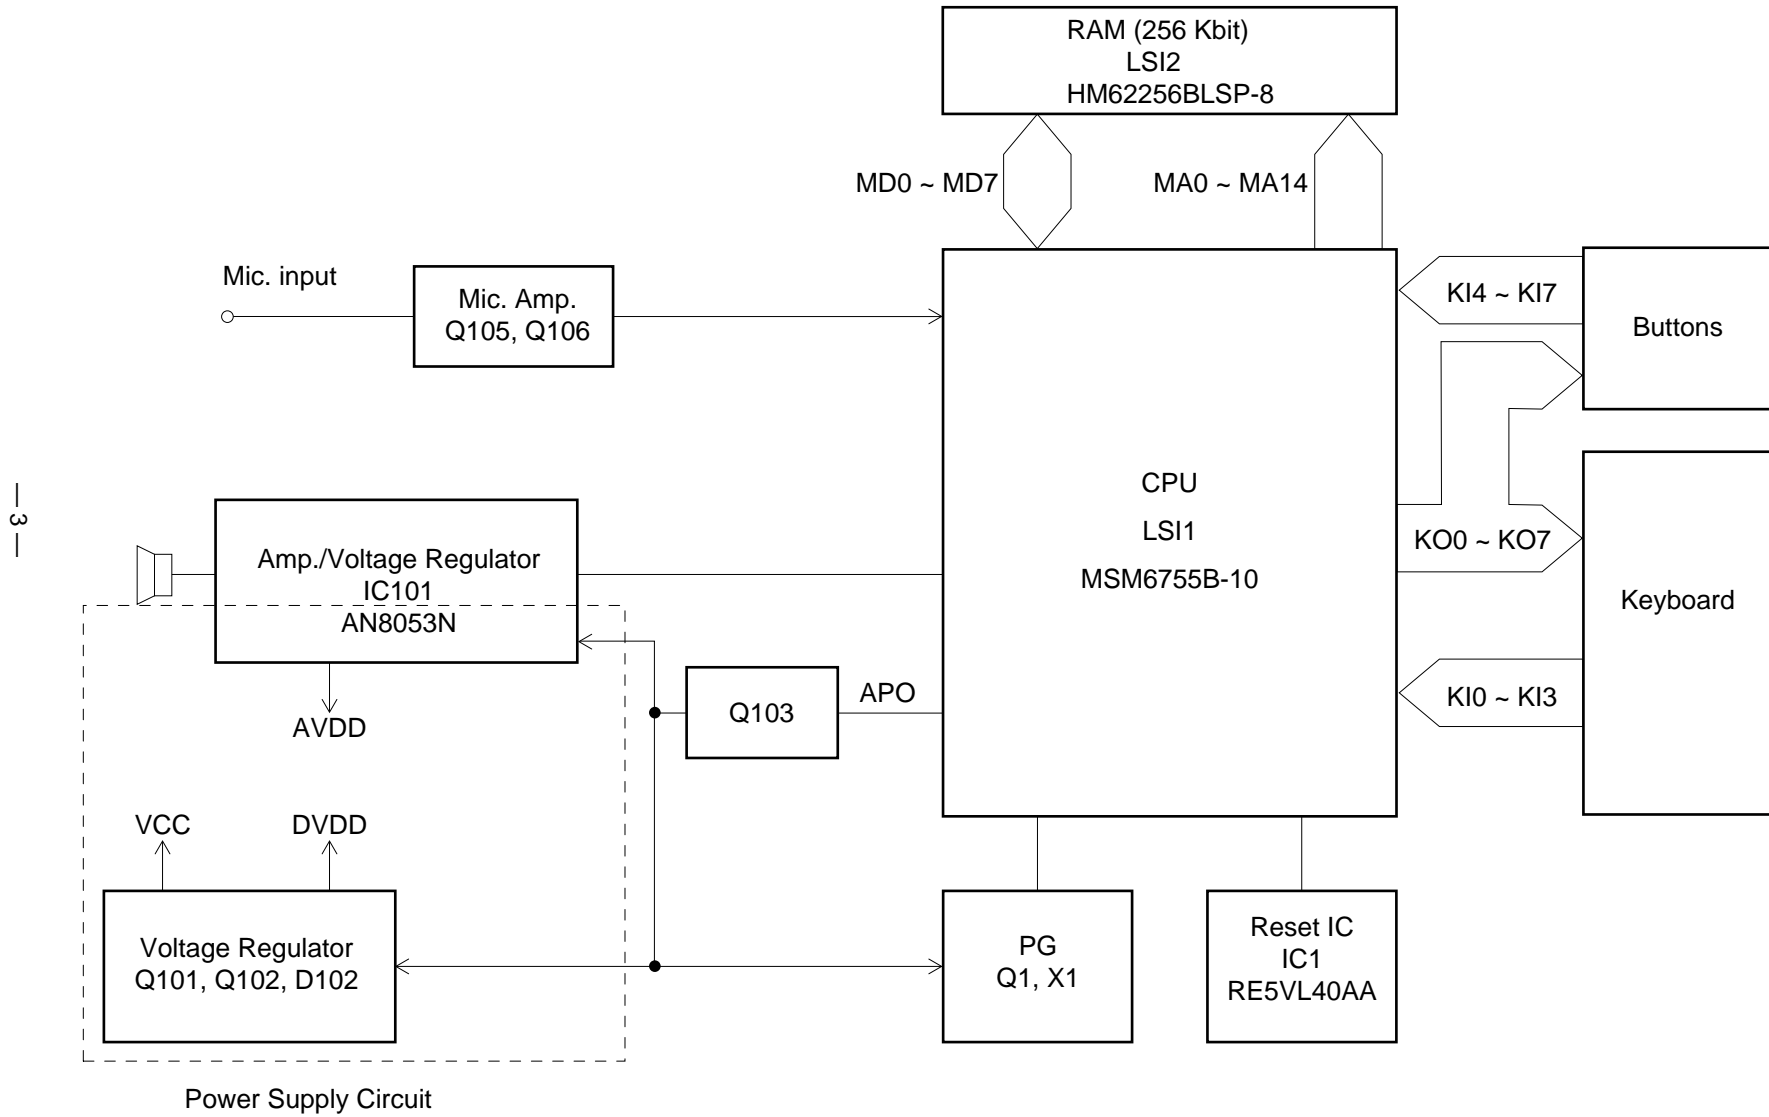 RAM (256 Kbit)
LSI2
HM62256BLSP-8
MD0 ~ MD7
MA0 ~ MA14
Mic. input
Mic. Amp.
Q105, Q106
KI4 ~ KI7
Buttons
CPU
LSI1
MSM6755B-10
KO0 ~ KO7
Keyboard
KI0 ~ KI3
— 3 —
Amp./Voltage Regulator
IC101
AN8053N
AVDD
Q103
APO
VCC
DVDD
Voltage Regulator
Q101, Q102, D102
PG
Q1, X1
Reset IC
IC1
RE5VL40AA
Power Supply Circuit